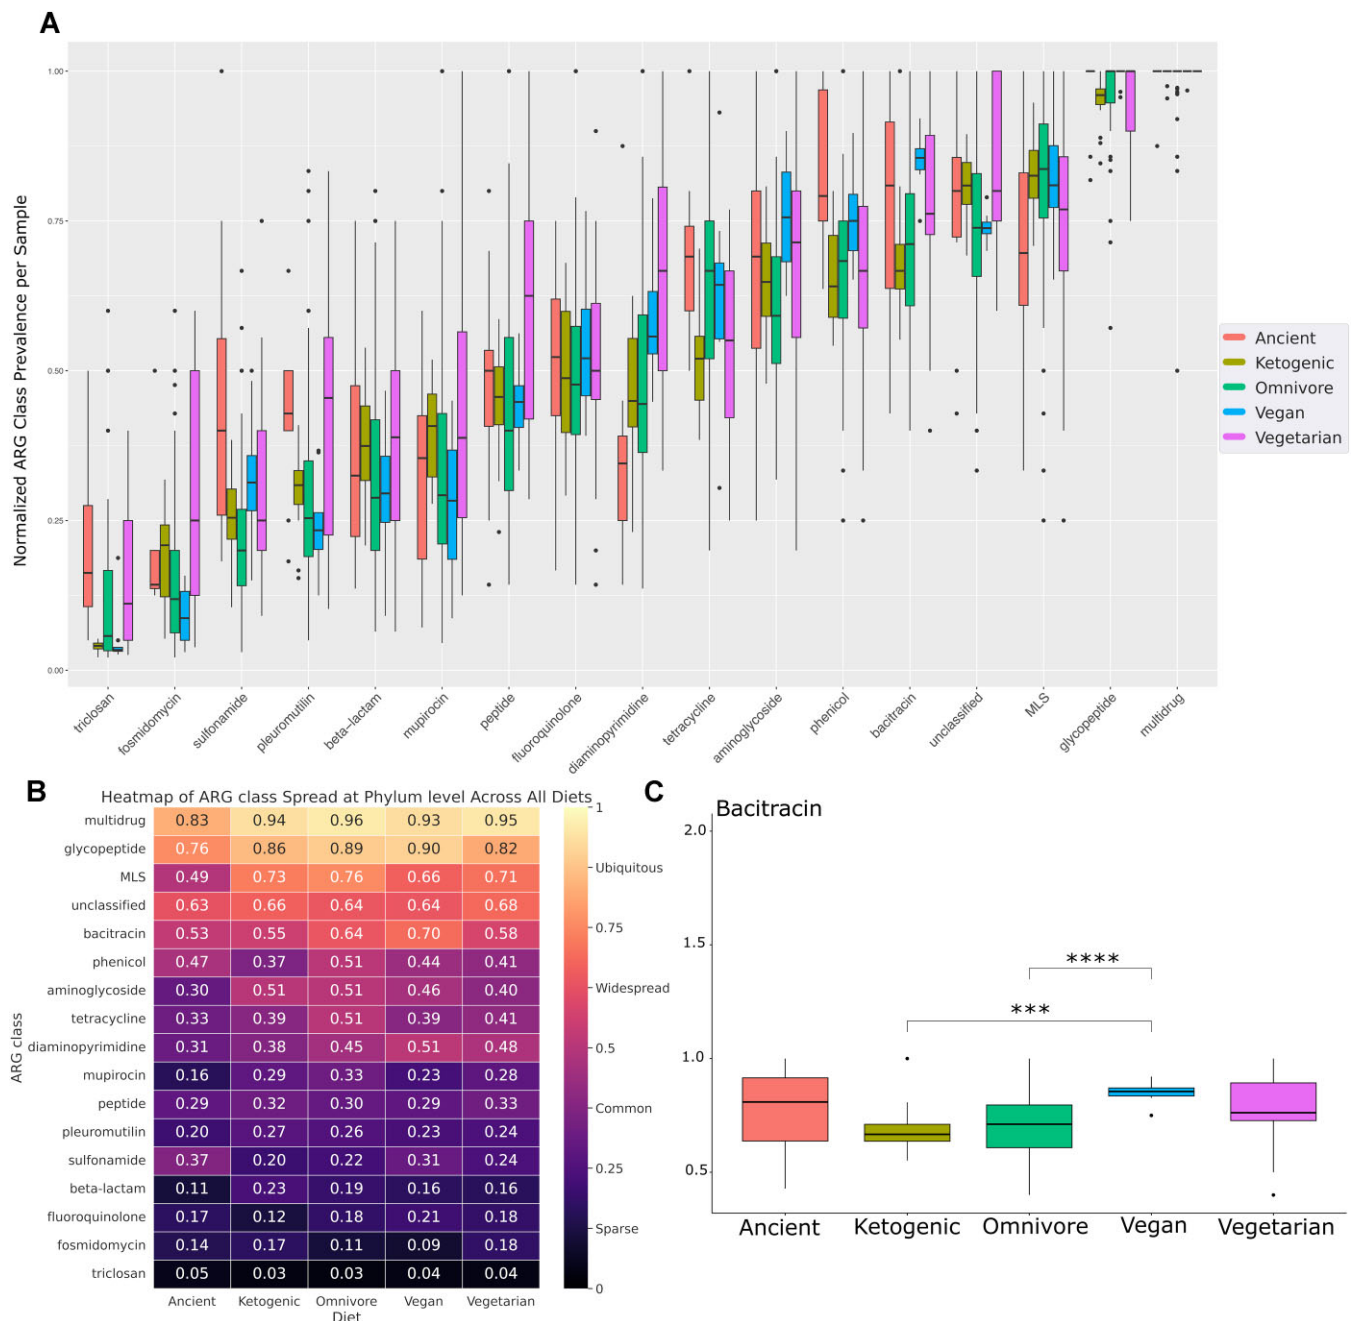 A
Normalized ARG Class Prevalence per Sample
1.00
0.75
0.50
0.25
0.00
triclosan
fosmidomycin
sulfonamide
pleuromutilin
beta-lactam
mupirocin
peptide
fluoroquinolone
diaminopyrimidine
tetracycline
aminoglycoside
phenicol
bacitracin
unclassified
MLS
glycopeptide
multidrug
Ancient
Ketogenic
Omnivore
Vegan
Vegetarian
B
Heatmap of ARG class Spread at Phylum level Across All Diets
ARG class
multidrug 0.83 0.94 0.96 0.93 0.95
glycopeptide 0.76 0.86 0.89 0.90 0.82
MLS 0.49 0.73 0.76 0.66 0.71
unclassified 0.63 0.66 0.64 0.64 0.68
bacitracin 0.53 0.55 0.64 0.70 0.58
phenicol 0.47 0.37 0.51 0.44 0.41
aminoglycoside 0.30 0.51 0.51 0.46 0.40
tetracycline 0.33 0.39 0.51 0.39 0.41
diaminopyrimidine 0.31 0.38 0.45 0.51 0.48
mupirocin 0.16 0.29 0.33 0.23 0.28
peptide 0.29 0.32 0.30 0.29 0.33
pleuromutilin 0.20 0.27 0.26 0.23 0.24
sulfonamide 0.37 0.20 0.22 0.31 0.24
beta-lactam 0.11 0.23 0.19 0.16 0.16
fluoroquinolone 0.17 0.12 0.18 0.21 0.18
fosmidomycin 0.14 0.17 0.11 0.09 0.18
triclosan 0.05 0.03 0.03 0.04 0.04
Ancient Ketogenic Omnivore Vegan Vegetarian
Diet
1
Ubiquitous
0.75
Widespread
0.5
Common
0.25
Sparse
0
C
Bacitracin
2.0
1.5
1.0
0.5
****
***
Ancient Ketogenic Omnivore Vegan Vegetarian